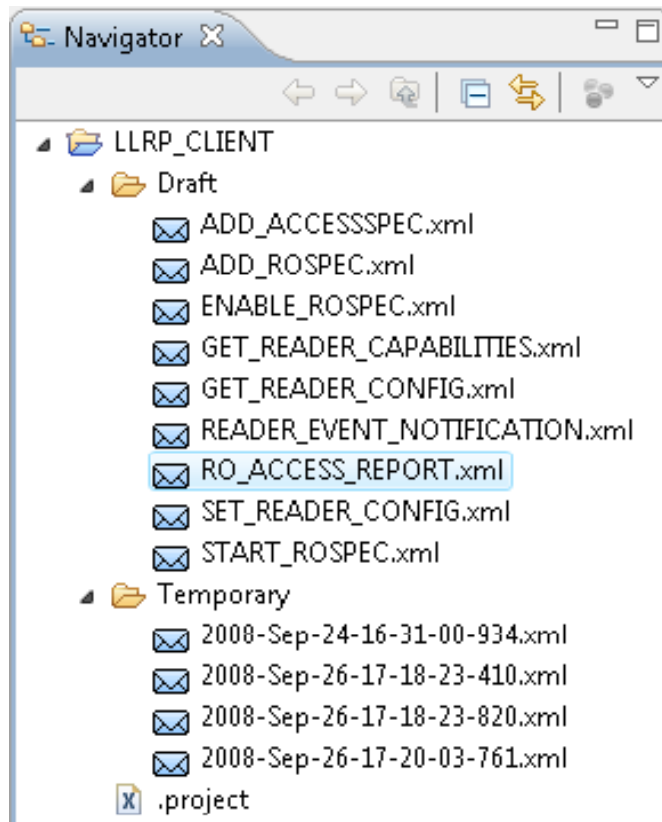 Navigator
LLRP_CLIENT
Draft
ADD_ACCESSSPEC.xml
ADD_ROSPEC.xml
ENABLE_ROSPEC.xml
GET_READER_CAPABILITIES.xml
GET_READER_CONFIG.xml
READER_EVENT_NOTIFICATION.xml
RO_ACCESS_REPORT.xml
SET_READER_CONFIG.xml
START_ROSPEC.xml
Temporary
2008-Sep-24-16-31-00-934.xml
2008-Sep-26-17-18-23-410.xml
2008-Sep-26-17-18-23-820.xml
2008-Sep-26-17-20-03-761.xml
X .project